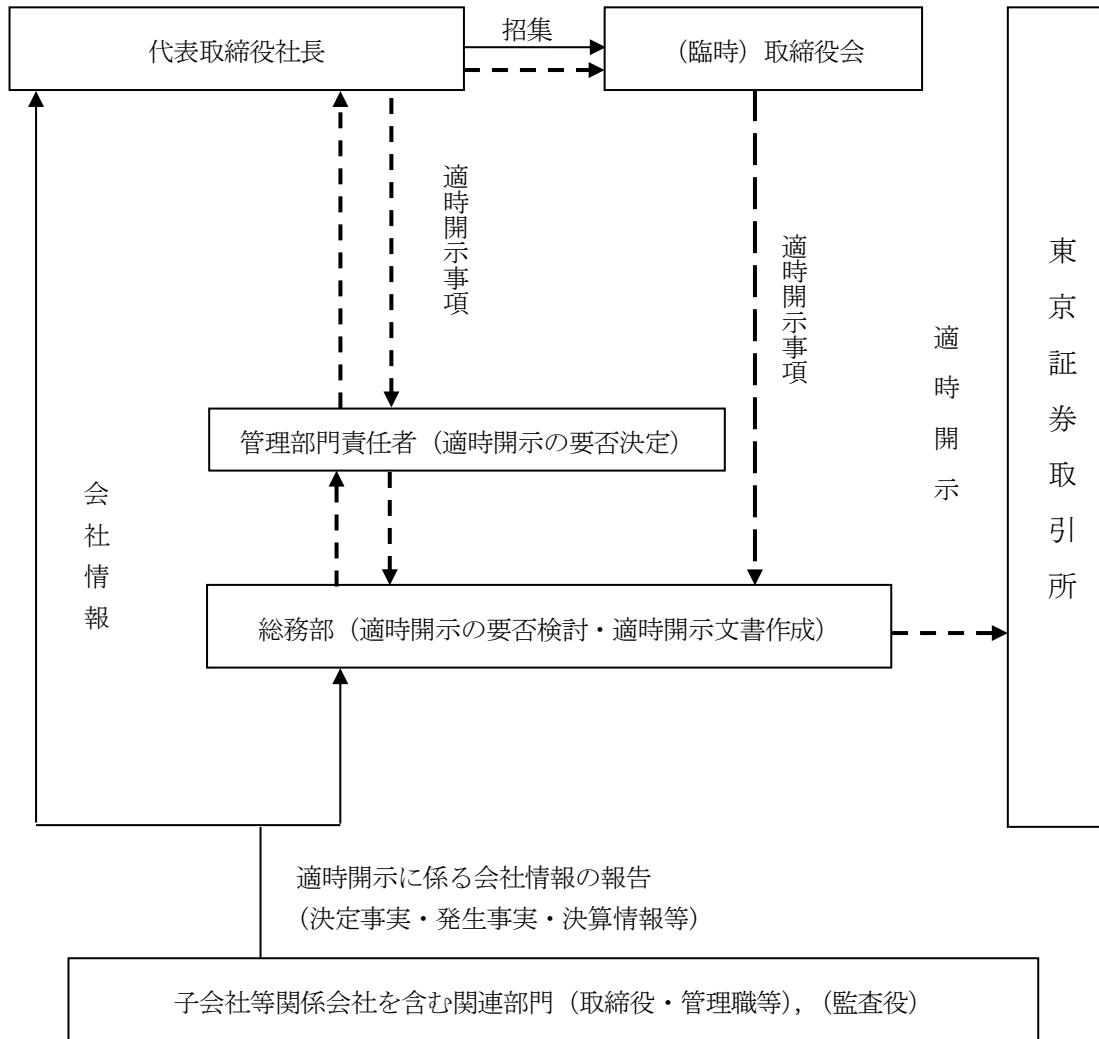 招集
代表取締役社長
（臨時）取締役会
適時開示事項
適時開示事項
東京証券取引所
適時開示
管理部門責任者（適時開示の要否決定）
会社情報
総務部（適時開示の要否検討・適時開示文書作成）
適時開示に係る会社情報の報告
（決定事実・発生事実・決算情報等）
子会社等関係会社を含む関連部門（取締役・管理職等），（監査役）